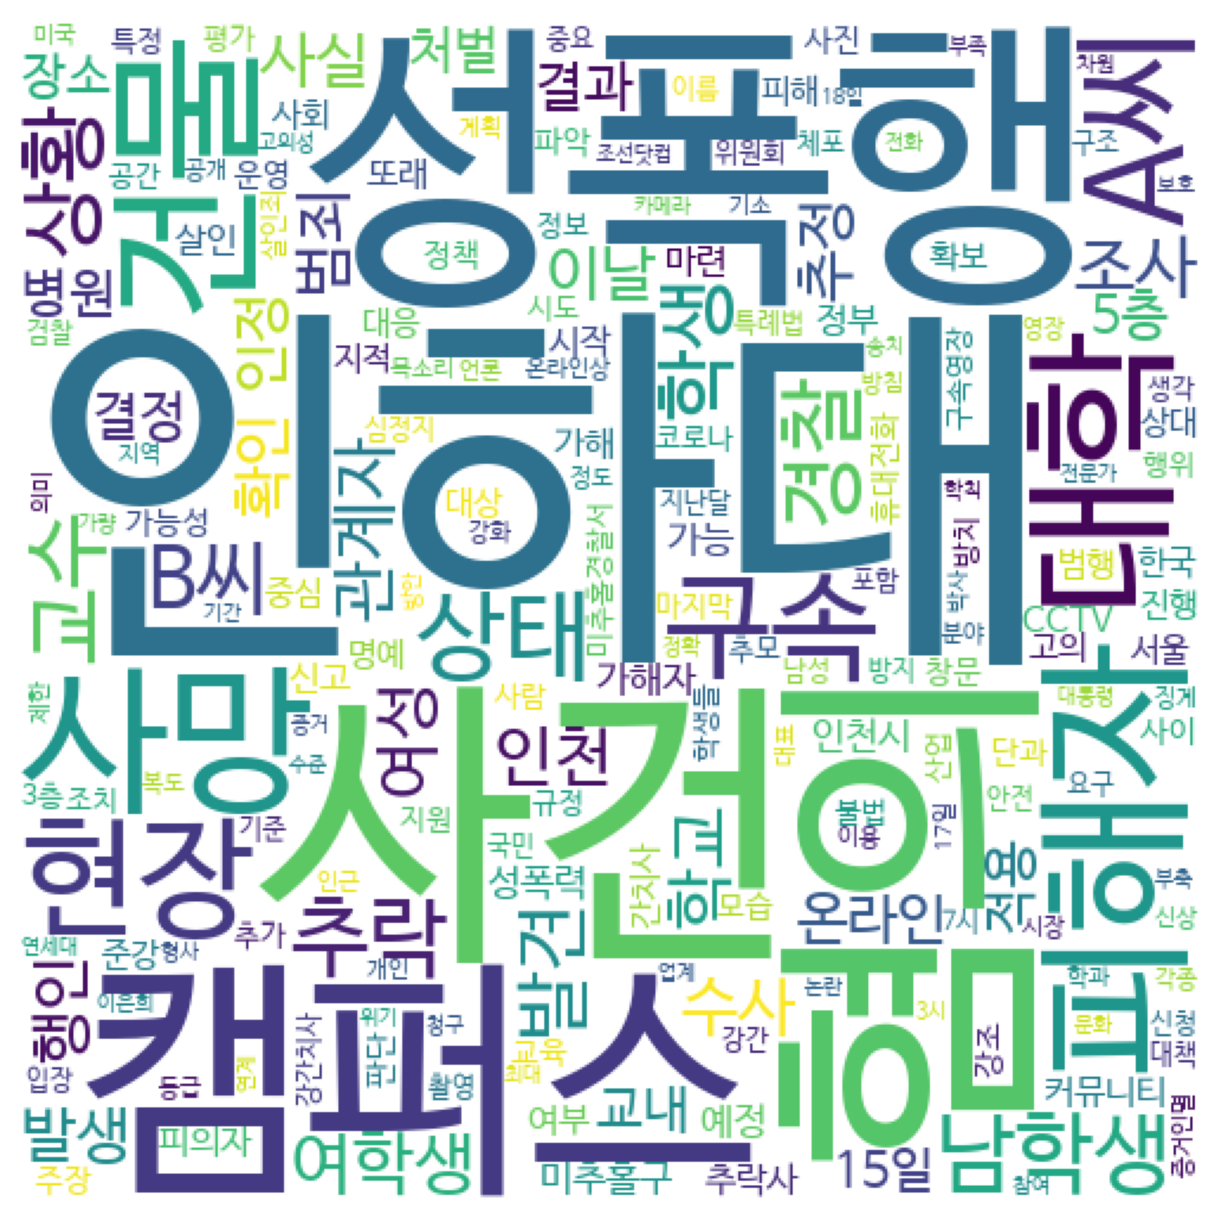 미국
특정
평가
사실
처벌
성폭행
중요
사진
부족
A씨
차원
장소
건물
사회
고의성
계획
결과
이름
피해
18일
전화
구조
상황
공간
공개
운영
또래
파악
조선닷컴
위원회
체포
보호
살인
살인죄
범죄
정책
정보
카메라
기소
추정
확보
조사
병원
이날
마련
검찰
인정
대응
시도
학생
특례법
정부
5층
인하대
결정
지적
시작
목소리
언론
온라인상
경찰
송치
영장
구속영장
대학
생각
지역
확인
심정지
가해
코로나
방침
상대
의미
관계자
대상
정도
지난달
휴대전화
학칙
전문가
행위
교수
가량
가능성
강화
가능
방치
B씨
중심
방안
상태
미추홀경찰서
구속
포함
박사
범행
한국
기간
마지막
분야
CCTV
진행
명예
정확
추모
고의
서울
사망
신고
사람
가해자
남성
방지
창문
피해자
제한
증거
여성
인천
학생들
대표
인천시
산업
단과
대통령
징계
사이
3층
조치
복도
수준
사건이
규정
불법
안전
요구
현장
기준
지원
국민
학교
이용
17일
인근
성폭력
간치사
모습
적용
부축
추락
온라인
7시
시장
신상
연세대
준강
형사
추가
캠퍼스
개인
발견
업계
수사
논란
혐의
학과
각종
행인
이은희
위기
청구
3시
문화
신청
입장
등급
연계
강간치사
판단
촬영
교육
최대
강간
강조
대책
발생
피의자
여학생
여부
교내
예정
커뮤니티
증거인멸
주장
미추홀구
추락사
15일
남학생
참여